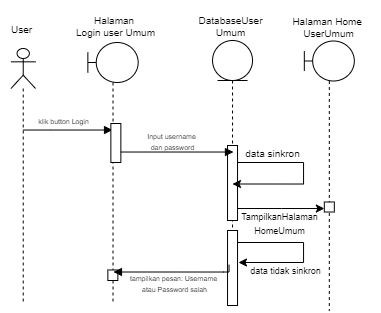 User
Halaman
Login user Umum
DatabaseUser
Umum
Halaman Home
UserUmum
klik button Login
Input username
dan password
data sinkron
TampilkanHalaman
HomeUmum
data tidak sinkron
tampilkan pesan: Username
atau Password salah